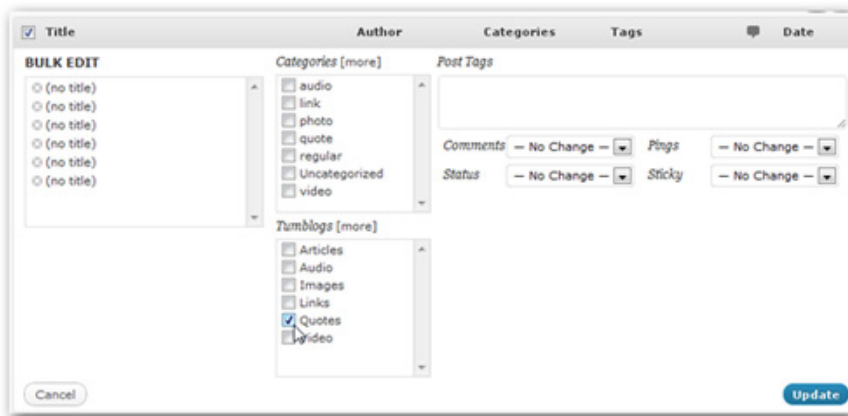 Title Author Categories Tags Date
BULK EDIT
(no title)
(no title)
(no title)
(no title)
(no title)
(no title)
Categories [more]
audio
link
photo
quote
regular
Uncategorized
video
Tumblogs [more]
Articles
Audio
Images
Links
Quotes
Video
Post Tags
Comments — No Change — Pings — No Change —
Status — No Change — Sticky — No Change —
Cancel Update